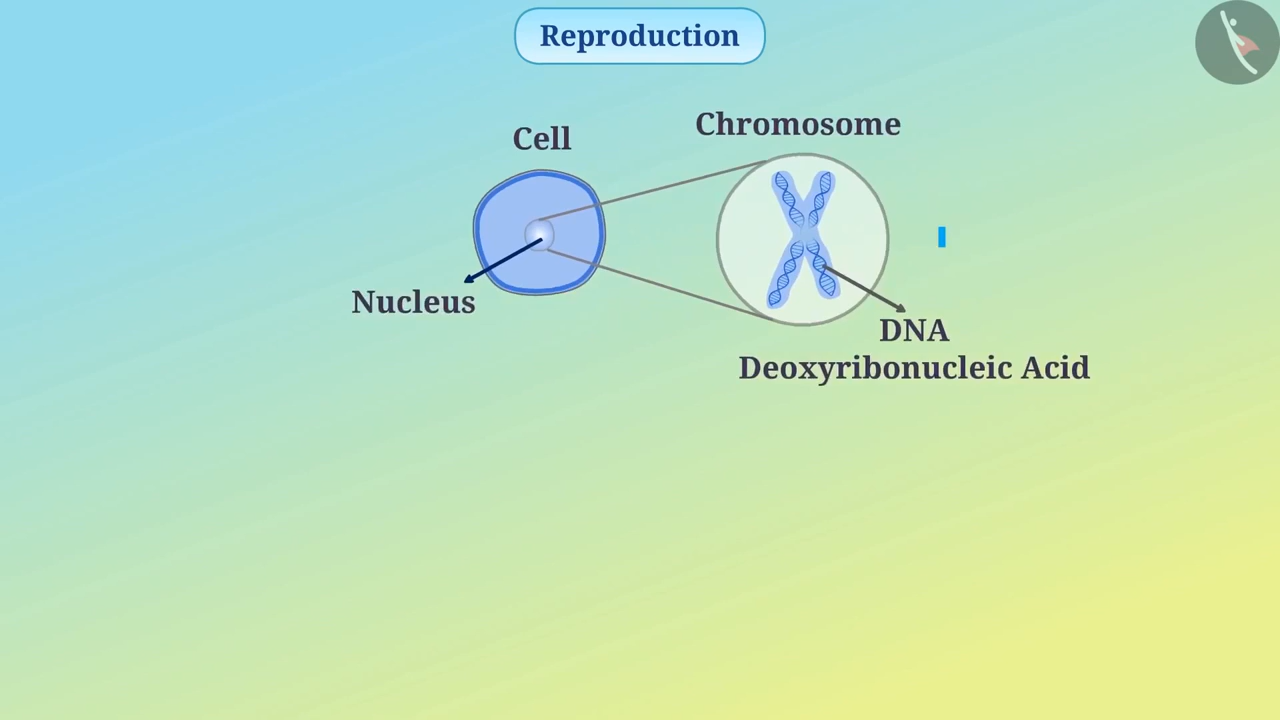 Reproduction
Cell
Chromosome
Nucleus
DNA
Deoxyribonucleic Acid